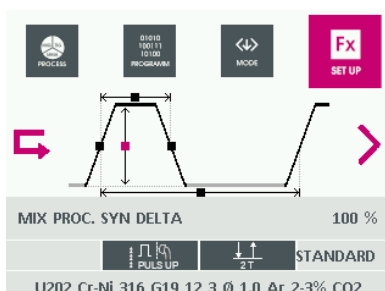 01010
100111
10100
Fx
PROCESS
PROGRAMM
MODE
SET UP
MIX PROC. SYN DELTA 100 %
PULS UP 2 T STANDARD
U202 Cr-Ni 316 G19 12 3 Ø 1.0 Ar 2-3% CO2